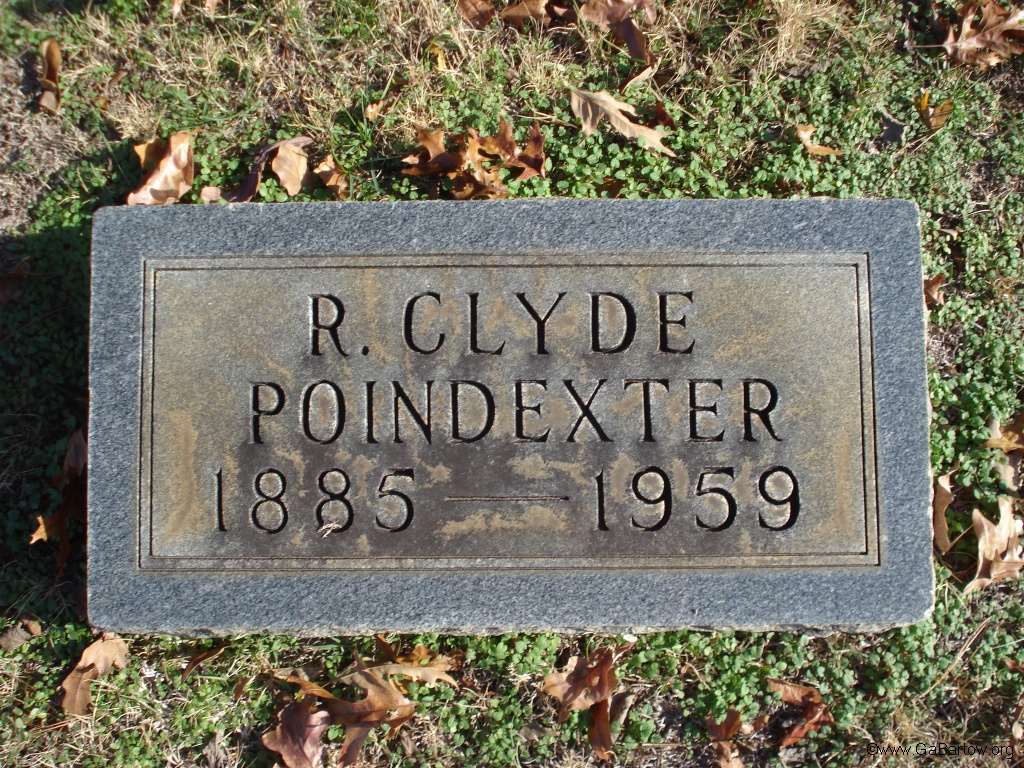 R. CLYDE
POINDEXTER
1885 — 1959
©www.GaBartow.org